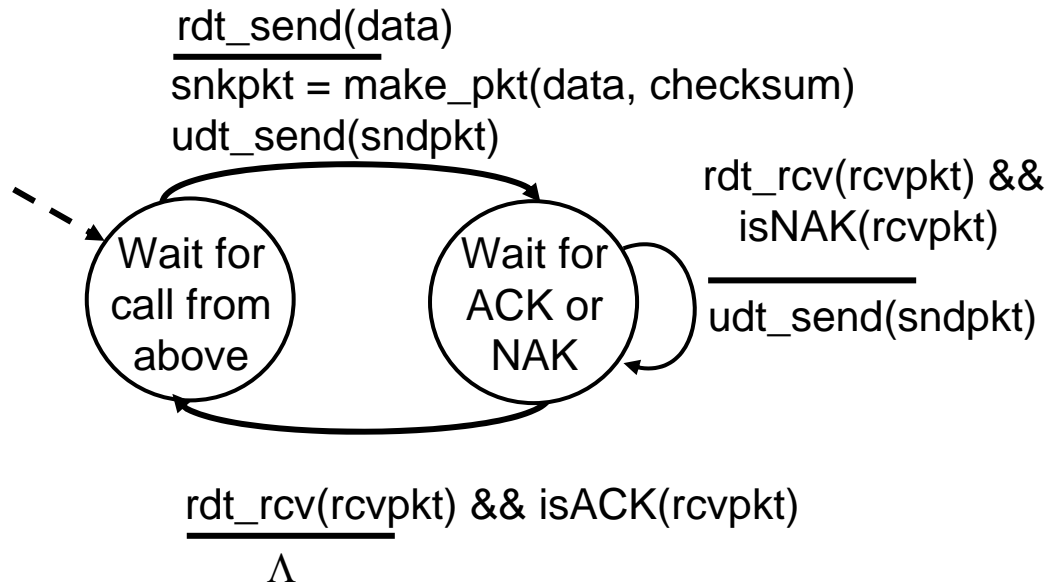 rdt_send(data)
snkpkt = make_pkt(data, checksum)
udt_send(sndpkt)
rdt_rcv(rcvpkt) &&
isNAK(rcvpkt)
udt_send(sndpkt)
Wait for
call from
above
Wait for
ACK or
NAK
rdt_rcv(rcvpkt) && isACK(rcvpkt)
Λ